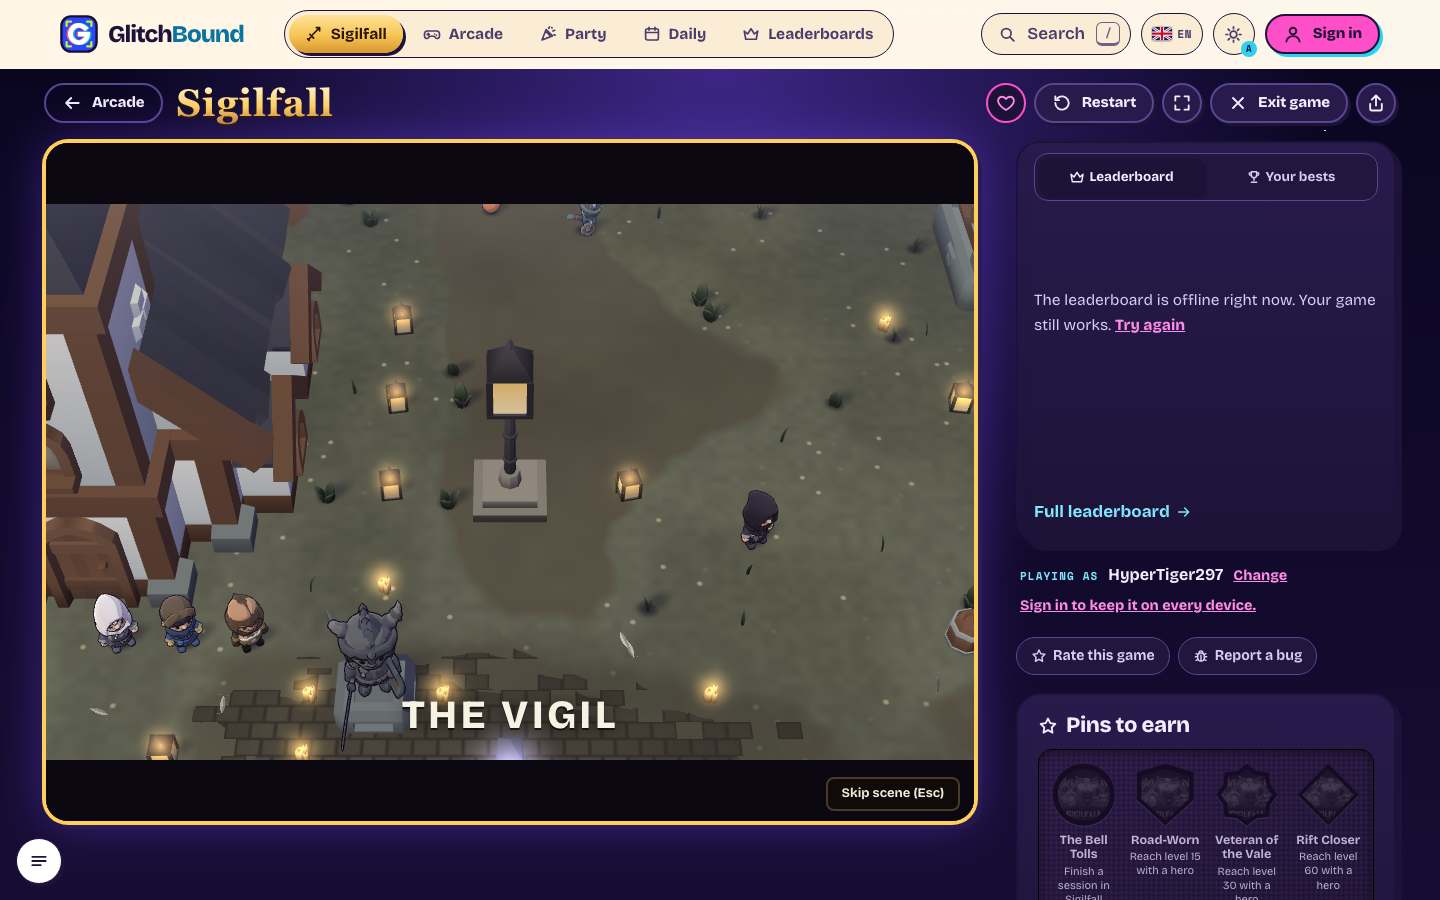 GlitchBound
Sigilfall
Arcade
Party
Daily
Leaderboards
Search /
EN
A
Sign in
Arcade
Sigilfall
Restart
Exit game
Leaderboard
Your bests
The leaderboard is offline right now. Your game
still works. Try again
Full leaderboard →
THE VIGIL
Skip scene (Esc)
PLAYING AS HyperTiger297 Change
Sign in to keep it on every device.
Rate this game
Report a bug
Pins to earn
The Bell
Tolls
Finish a
session in
Sigilfall
Road-Worn
Reach level 15
with a hero
Veteran of
the Vale
Reach level
30 with a
hero
Rift Closer
Reach level
60 with a
hero